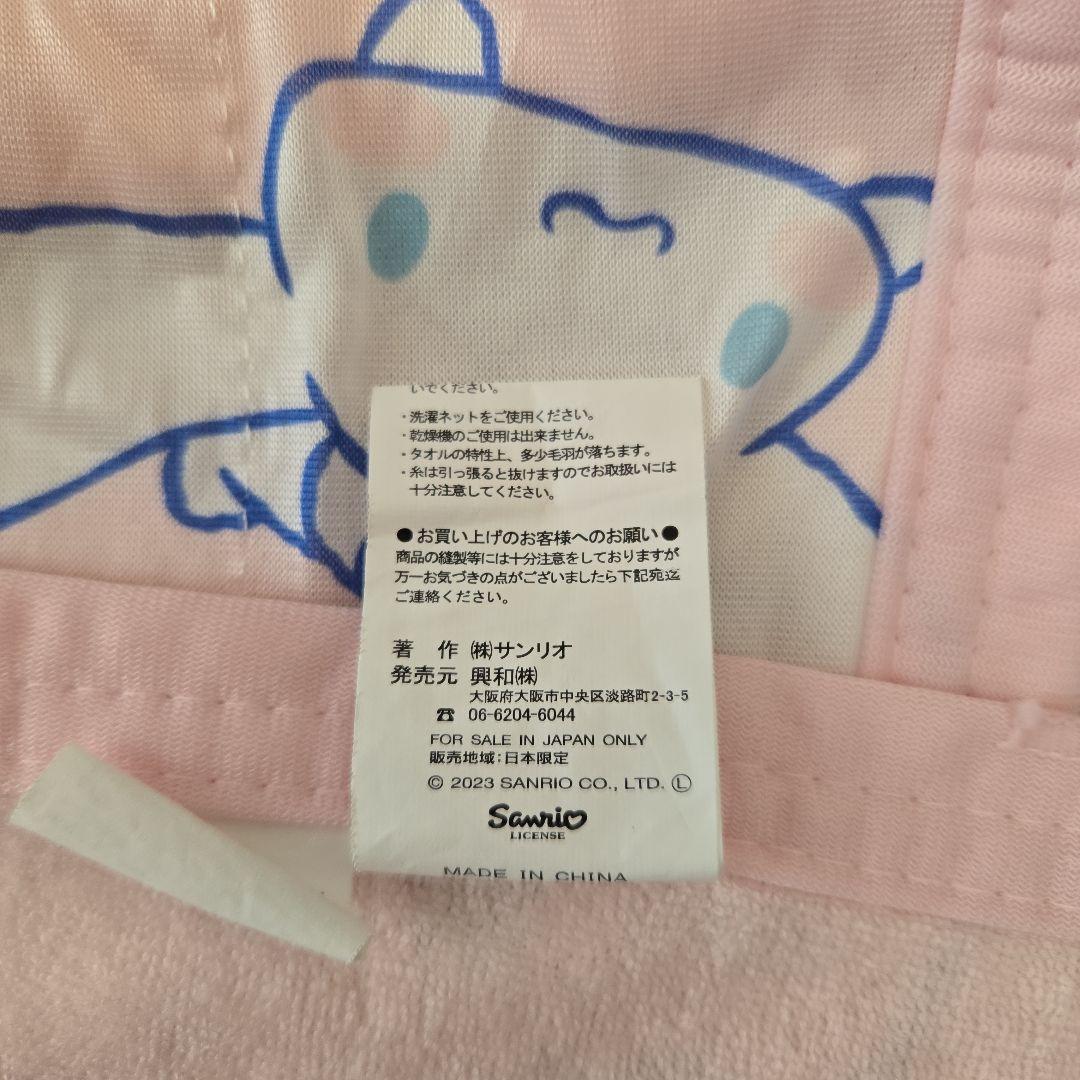 いでください。
・洗濯ネットをご使用ください。
・乾燥機のご使用は出来ません。
・タオルの特性上、多少毛羽が落ちます。
・糸は引っ張ると抜けますのでお取扱いには
十分注意してください。
●お買い上げのお客様へのお願い●
商品の縫製等には十分注意をしておりますが
万一お気づきの点がございましたら下記宛迄
ご連絡ください。
著 作 ㈱サンリオ
発売元 興和㈱
大阪府大阪市中央区淡路町2-3-5
☎ 06-6204-6044
FOR SALE IN JAPAN ONLY
販売地域：日本限定
© 2023 SANRIO CO., LTD. Ⓛ
Sanrio
LICENSE
MADE IN CHINA